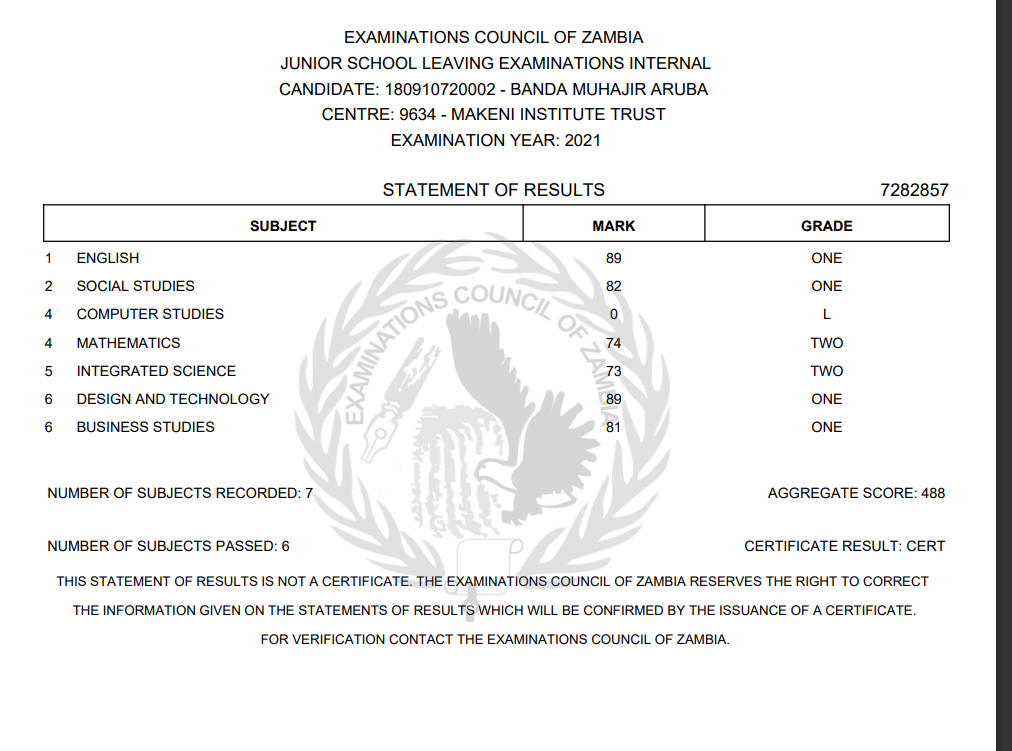 EXAMINATIONS COUNCIL OF ZAMBIA
JUNIOR SCHOOL LEAVING EXAMINATIONS INTERNAL
CANDIDATE: 180910720002 - BANDA MUHAJIR ARUBA
CENTRE: 9634 - MAKENI INSTITUTE TRUST
EXAMINATION YEAR: 2021
STATEMENT OF RESULTS 7282857
SUBJECT MARK GRADE
1 ENGLISH 89 ONE
2 SOCIAL STUDIES 82 ONE
4 COMPUTER STUDIES 0 L
4 MATHEMATICS 74 TWO
5 INTEGRATED SCIENCE 73 TWO
6 DESIGN AND TECHNOLOGY 89 ONE
6 BUSINESS STUDIES 81 ONE
EXAMINATIONS COUNCIL OF ZAMBIA
NUMBER OF SUBJECTS RECORDED: 7 AGGREGATE SCORE: 488
NUMBER OF SUBJECTS PASSED: 6 CERTIFICATE RESULT: CERT
THIS STATEMENT OF RESULTS IS NOT A CERTIFICATE. THE EXAMINATIONS COUNCIL OF ZAMBIA RESERVES THE RIGHT TO CORRECT
THE INFORMATION GIVEN ON THE STATEMENTS OF RESULTS WHICH WILL BE CONFIRMED BY THE ISSUANCE OF A CERTIFICATE.
FOR VERIFICATION CONTACT THE EXAMINATIONS COUNCIL OF ZAMBIA.